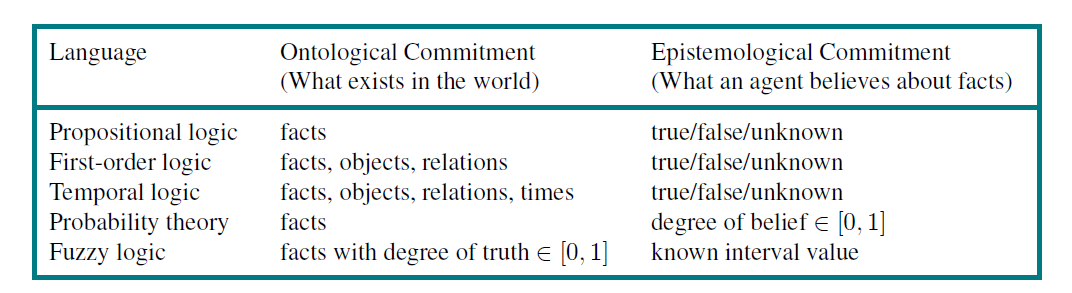 Language Ontological Commitment Epistemological Commitment
(What exists in the world) (What an agent believes about facts)
Propositional logic facts true/false/unknown
First-order logic facts, objects, relations true/false/unknown
Temporal logic facts, objects, relations, times true/false/unknown
Probability theory facts degree of belief ∈ [0, 1]
Fuzzy logic facts with degree of truth ∈ [0, 1] known interval value